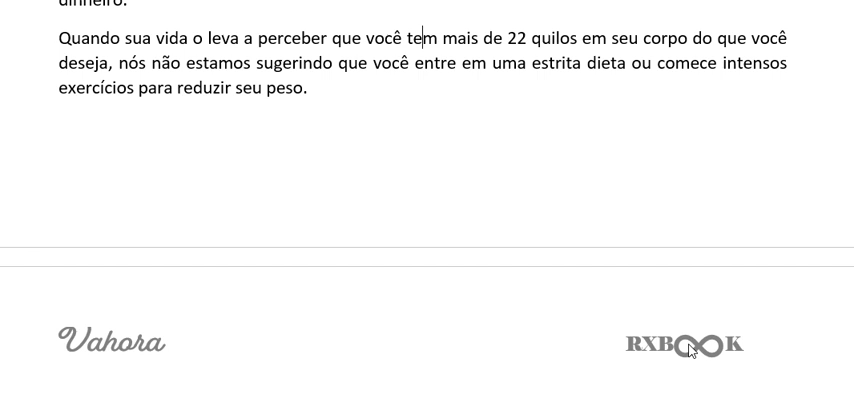 dinheiro.
Quando sua vida o leva a perceber que você tem mais de 22 quilos em seu corpo do que você
deseja, nós não estamos sugerindo que você entre em uma estrita dieta ou comece intensos
exercícios para reduzir seu peso.
Vahora
RXBOOK